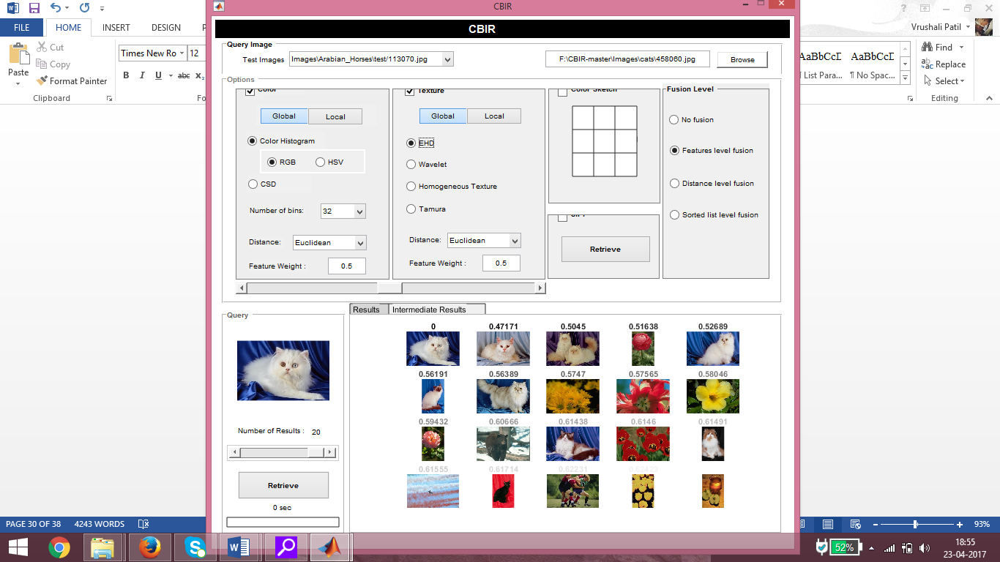 CBIR
FILE HOME INSERT DESIGN
Vrushali Patil
Paste
Cut
Copy
Format Painter
Clipboard
Times New Ro 12
B I U abc
¶ List Para... ¶ No Spac...
Find
Replace
Select
Editing
CBIR
Query Image
Test Images Images\Arabian_Horses\test/113070.jpg F:\CBIR-master\Images\cats\458060.jpg Browse
Options
Color
Global Local
Color Histogram
RGB HSV
CSD
Number of bins: 32
Distance: Euclidean
Feature Weight : 0.5
Texture
Global Local
EHD
Wavelet
Homogeneous Texture
Tamura
Distance: Euclidean
Feature Weight : 0.5
Color Sketch
Retrieve
Fusion Level
No fusion
Features level fusion
Distance level fusion
Sorted list level fusion
Query
Number of Results : 20
Retrieve
0 sec
Results Intermediate Results
0 0.47171 0.5045 0.51638 0.52689
0.56191 0.56389 0.5747 0.57565 0.58046
0.59432 0.60666 0.61438 0.6146 0.61491
0.61555 0.61714 0.62231
PAGE 30 OF 38 4243 WORDS
93%
52%
18:55
23-04-2017